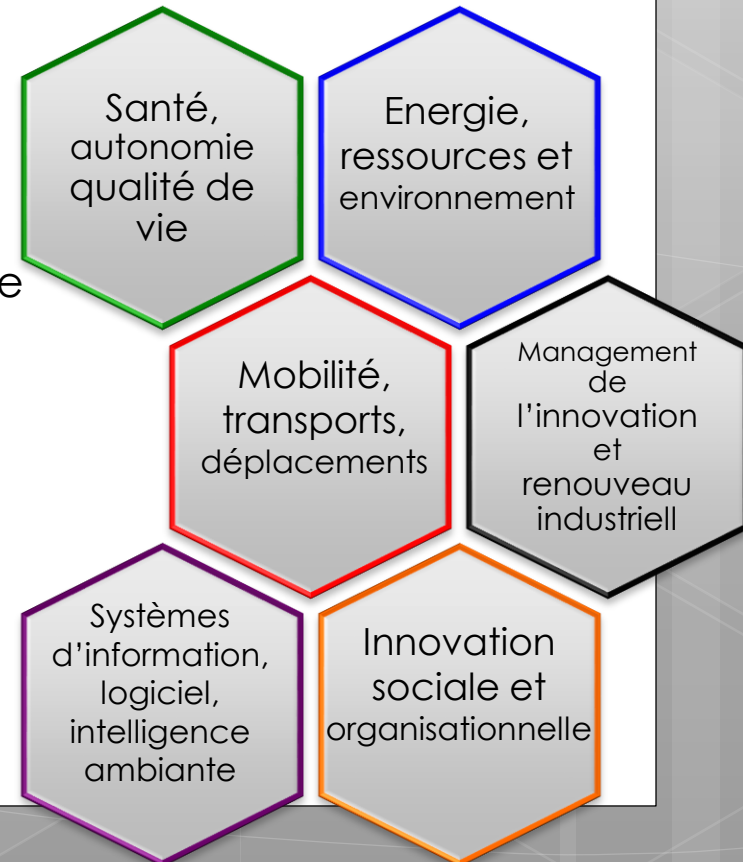 Santé,
autonomie
qualité de
vie
Energie,
ressources et
environnement
e
Mobilité,
transports,
déplacements
Management
de
l'innovation
et
renouveau
industriell
Systèmes
d'information,
logiciel,
intelligence
ambiante
Innovation
sociale et
organisationnelle